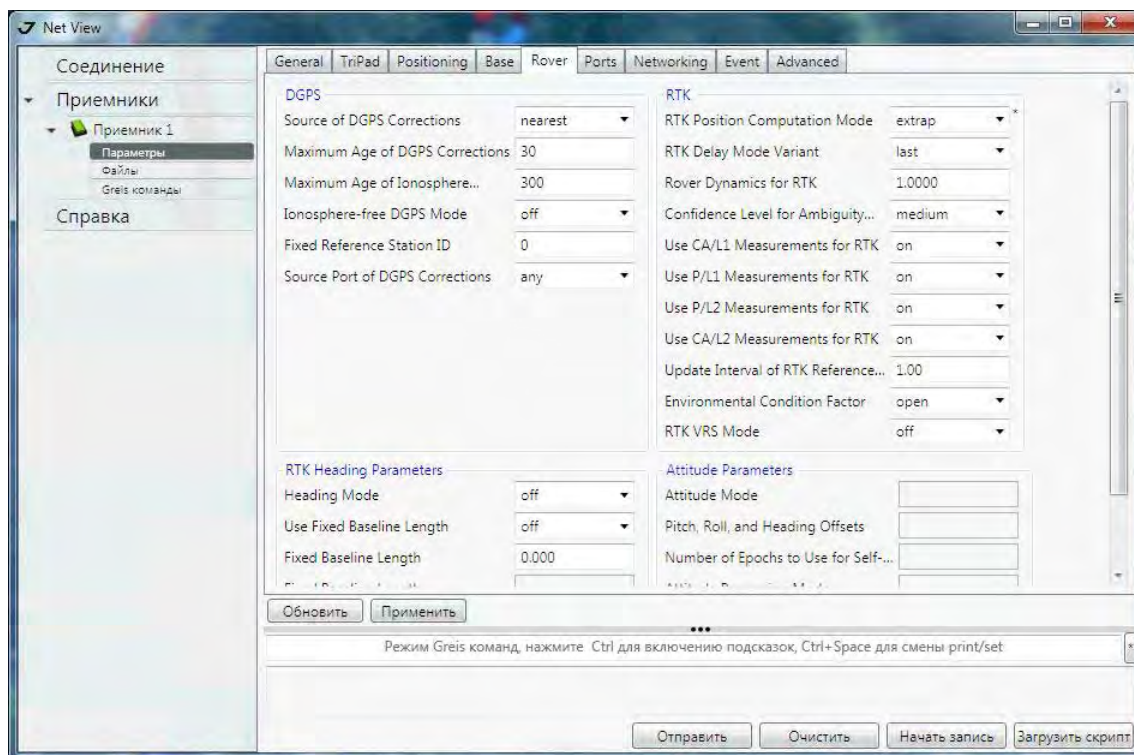 Net View
Соединение
Приемники
Приемник 1
Параметры
Файлы
Greis команды
Справка
General TriPad Positioning Base Rover Ports Networking Event Advanced
DGPS
Source of DGPS Corrections nearest
Maximum Age of DGPS Corrections 30
Maximum Age of Ionosphere... 300
Ionosphere-free DGPS Mode off
Fixed Reference Station ID 0
Source Port of DGPS Corrections any
RTK
RTK Position Computation Mode extrap *
RTK Delay Mode Variant last
Rover Dynamics for RTK 1.0000
Confidence Level for Ambiguity... medium
Use CA/L1 Measurements for RTK on
Use P/L1 Measurements for RTK on
Use P/L2 Measurements for RTK on
Use CA/L2 Measurements for RTK on
Update Interval of RTK Reference... 1.00
Environmental Condition Factor open
RTK VRS Mode off
RTK Heading Parameters
Heading Mode off
Use Fixed Baseline Length off
Fixed Baseline Length 0.000
Attitude Parameters
Attitude Mode
Pitch, Roll, and Heading Offsets
Number of Epochs to Use for Self-...
Обновить Применить
Режим Greis команд, нажмите Ctrl для включению подсказок, Ctrl+Space для смены print/set
Отправить Очистить Начать запись Загрузить скрипт